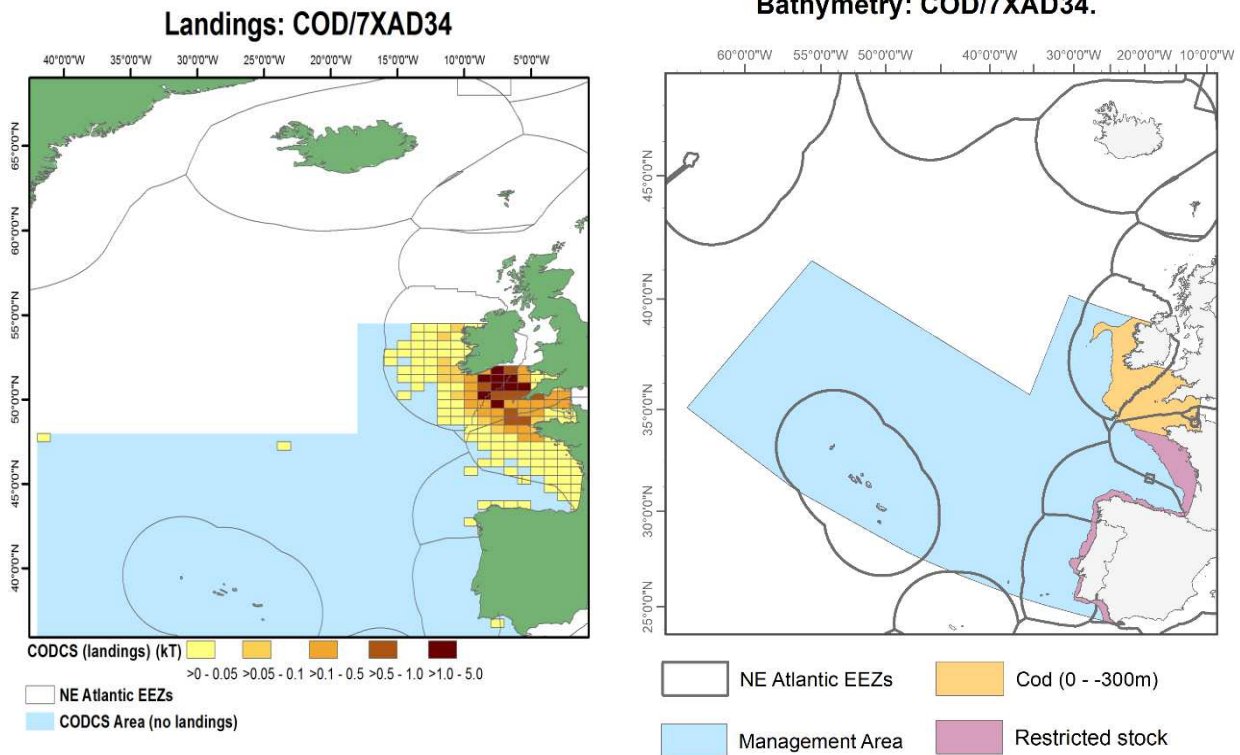 Landings: COD/7XAD34
40°0'0"W 35°0'0"W 30°0'0"W 25°0'0"W 20°0'0"W 15°0'0"W 10°0'0"W 5°0'0"W
65°0'0"N
60°0'0"N
55°0'0"N
50°0'0"N
45°0'0"N
40°0'0"N
CODCS (landings) (kT)
>0 - 0.05 >0.05 - 0.1 >0.1 - 0.5 >0.5 - 1.0 >1.0 - 5.0
NE Atlantic EEZs
CODCS Area (no landings)
Bathymetry: COD/7XAD34.
60°0'0"W 50°0'0"W 40°0'0"W 30°0'0"W 20°0'0"W 10°0'0"W
45°0'0"N
40°0'0"N
35°0'0"N
30°0'0"N
25°0'0"N
NE Atlantic EEZs Cod (0 - -300m)
Management Area Restricted stock